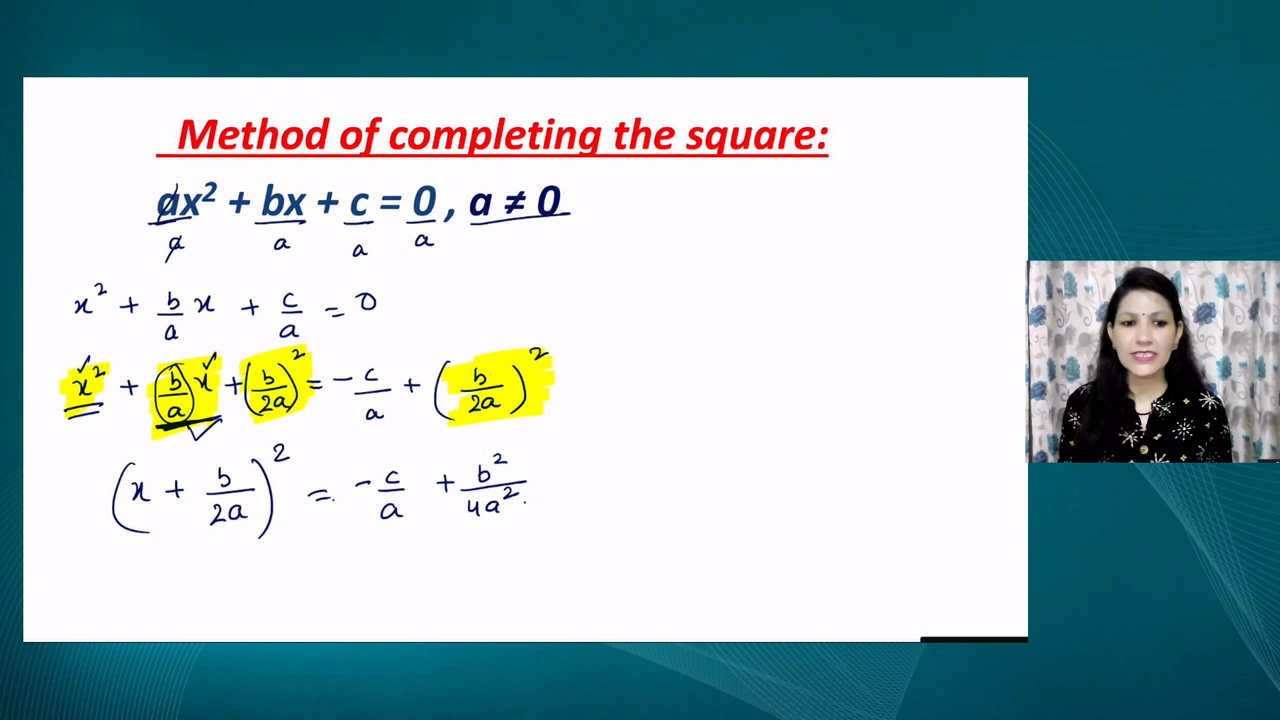 Method of completing the square:
ax² + bx + c = 0 , a ≠ 0
a a a a
x² + b/a x + c/a = 0
x² + (b/a)x + (b/2a)² = - c/a + (b/2a)²
(x + b/2a)² = - c/a + b²/4a²